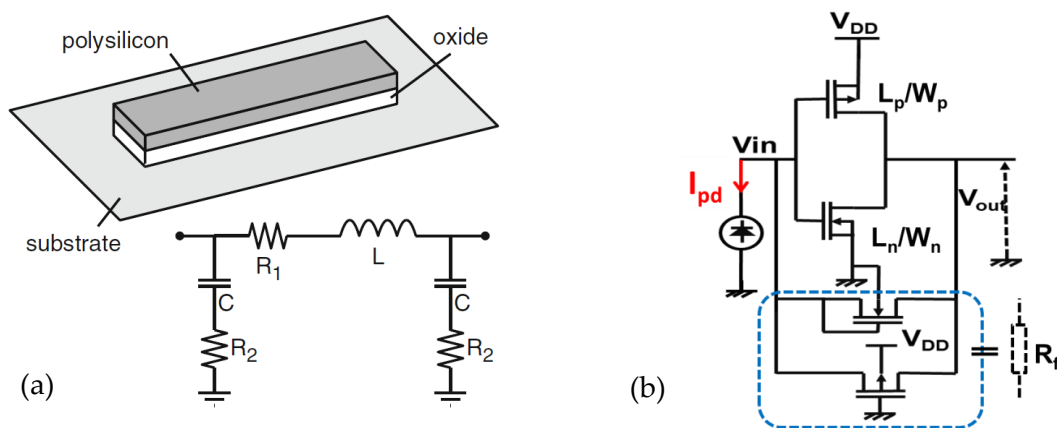 polysilicon
oxide
substrate
R1
L
C
C
R2
R2
(a)
VDD
Lp/Wp
Vin
Ipd
Vout
Ln/Wn
VDD
Rf
(b)